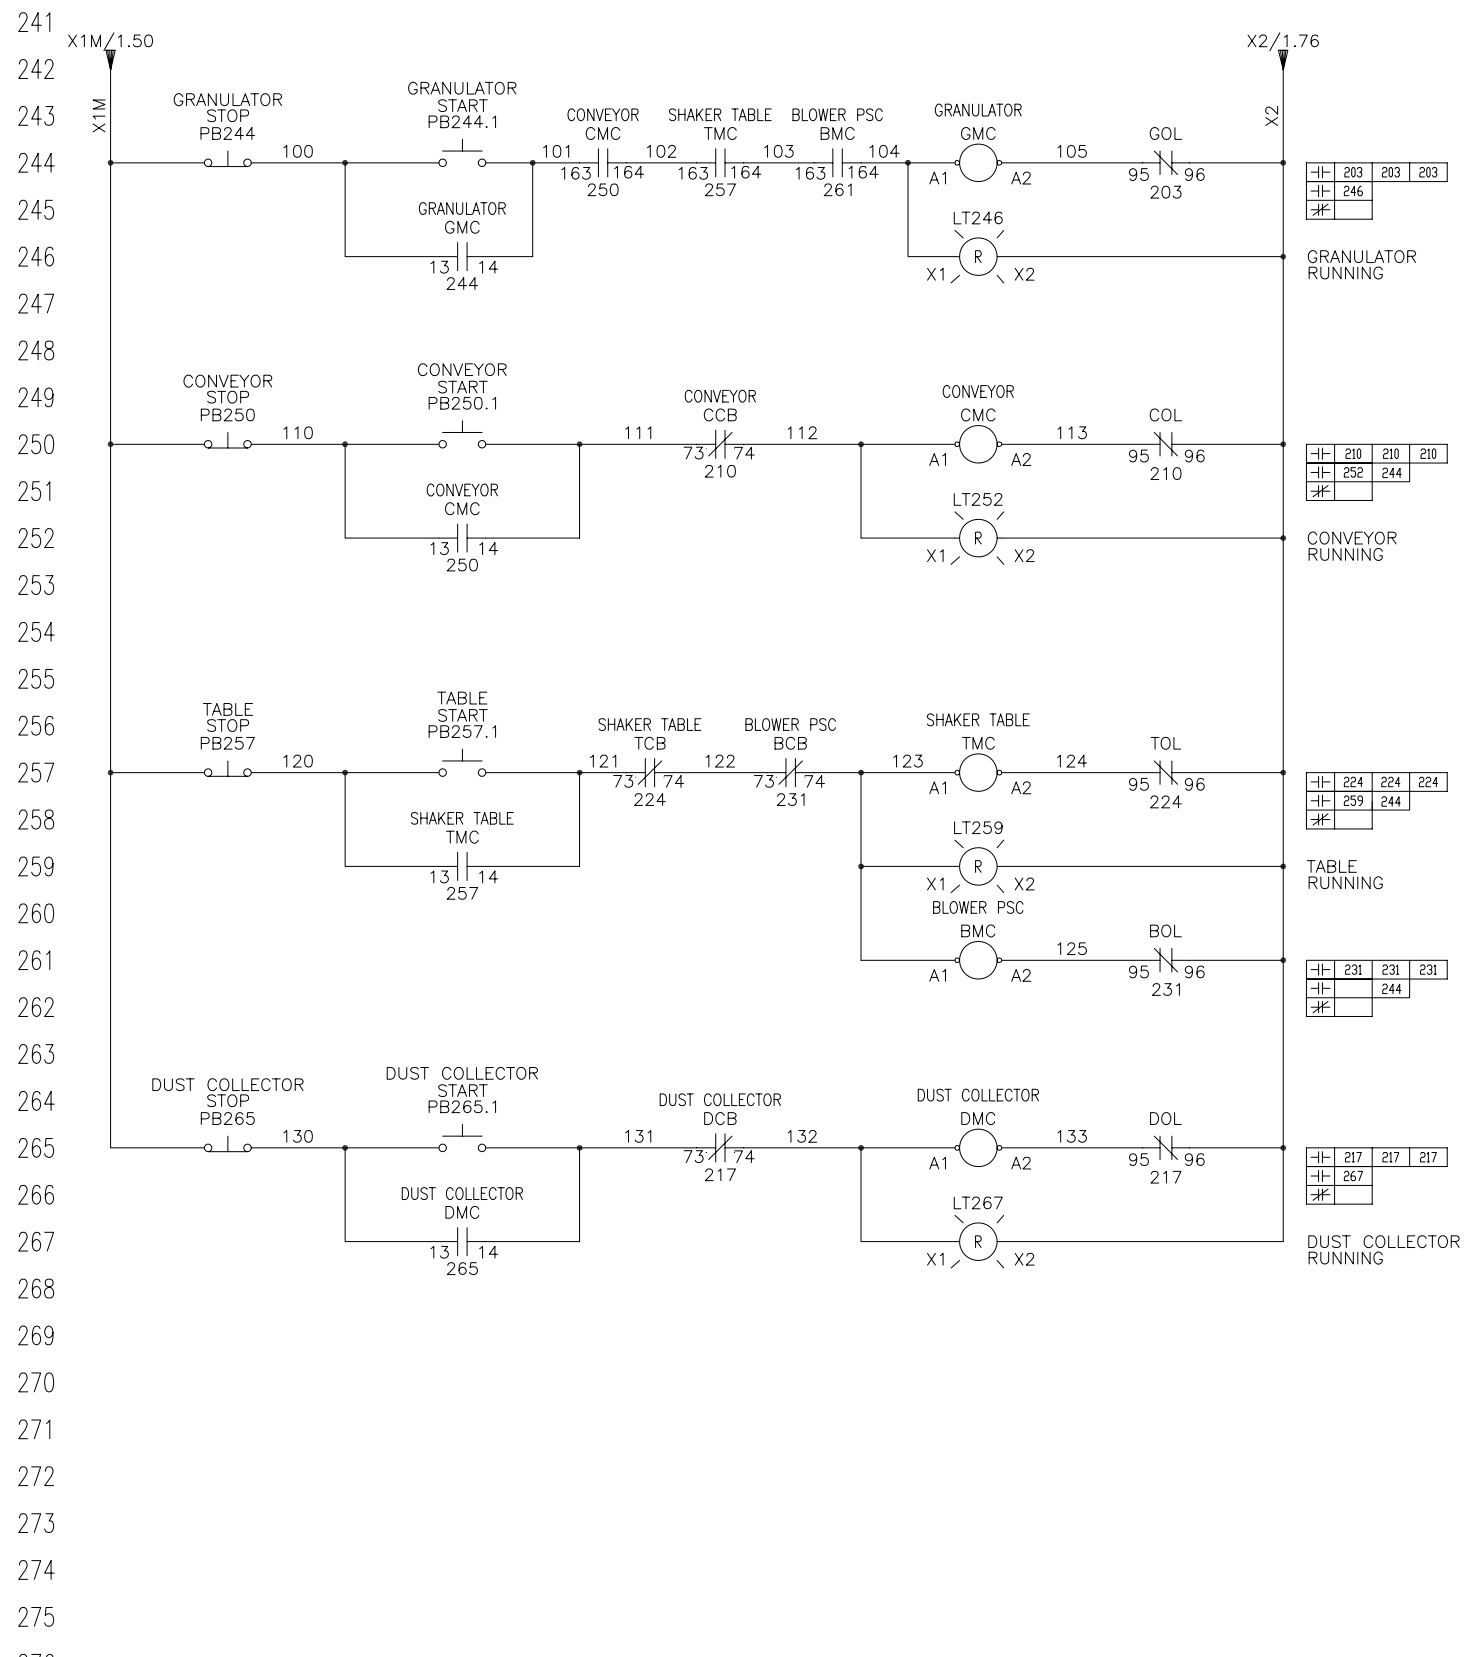 241
X1M/1.50
X2/1.76
242
X1M
X2
243
GRANULATOR
STOP
PB244
GRANULATOR
START
PB244.1
CONVEYOR
CMC
SHAKER TABLE
TMC
BLOWER PSC
BMC
GRANULATOR
GMC
GOL
244
100
101
102
103
104
105
163 164
250
163 164
257
163 164
261
A1 A2
95 96
203
203 203 203
246
245
GRANULATOR
GMC
LT246
246
13 14
244
X1 R X2
GRANULATOR
RUNNING
247
248
249
CONVEYOR
STOP
PB250
CONVEYOR
START
PB250.1
CONVEYOR
CCB
CONVEYOR
CMC
COL
250
110
111
112
113
73 74
210
A1 A2
95 96
210
210 210 210
252 244
251
CONVEYOR
CMC
LT252
252
13 14
250
X1 R X2
CONVEYOR
RUNNING
253
254
255
256
TABLE
STOP
PB257
TABLE
START
PB257.1
SHAKER TABLE
TCB
BLOWER PSC
BCB
SHAKER TABLE
TMC
TOL
257
120
121
122
123
124
73 74
224
73 74
231
A1 A2
95 96
224
224 224 224
259 244
258
SHAKER TABLE
TMC
LT259
259
13 14
257
X1 R X2
TABLE
RUNNING
260
BLOWER PSC
BMC
BOL
261
125
A1 A2
95 96
231
231 231 231
244
262
263
264
DUST COLLECTOR
STOP
PB265
DUST COLLECTOR
START
PB265.1
DUST COLLECTOR
DCB
DUST COLLECTOR
DMC
DOL
265
130
131
132
133
73 74
217
A1 A2
95 96
217
217 217 217
267
266
DUST COLLECTOR
DMC
LT267
267
13 14
265
X1 R X2
DUST COLLECTOR
RUNNING
268
269
270
271
272
273
274
275